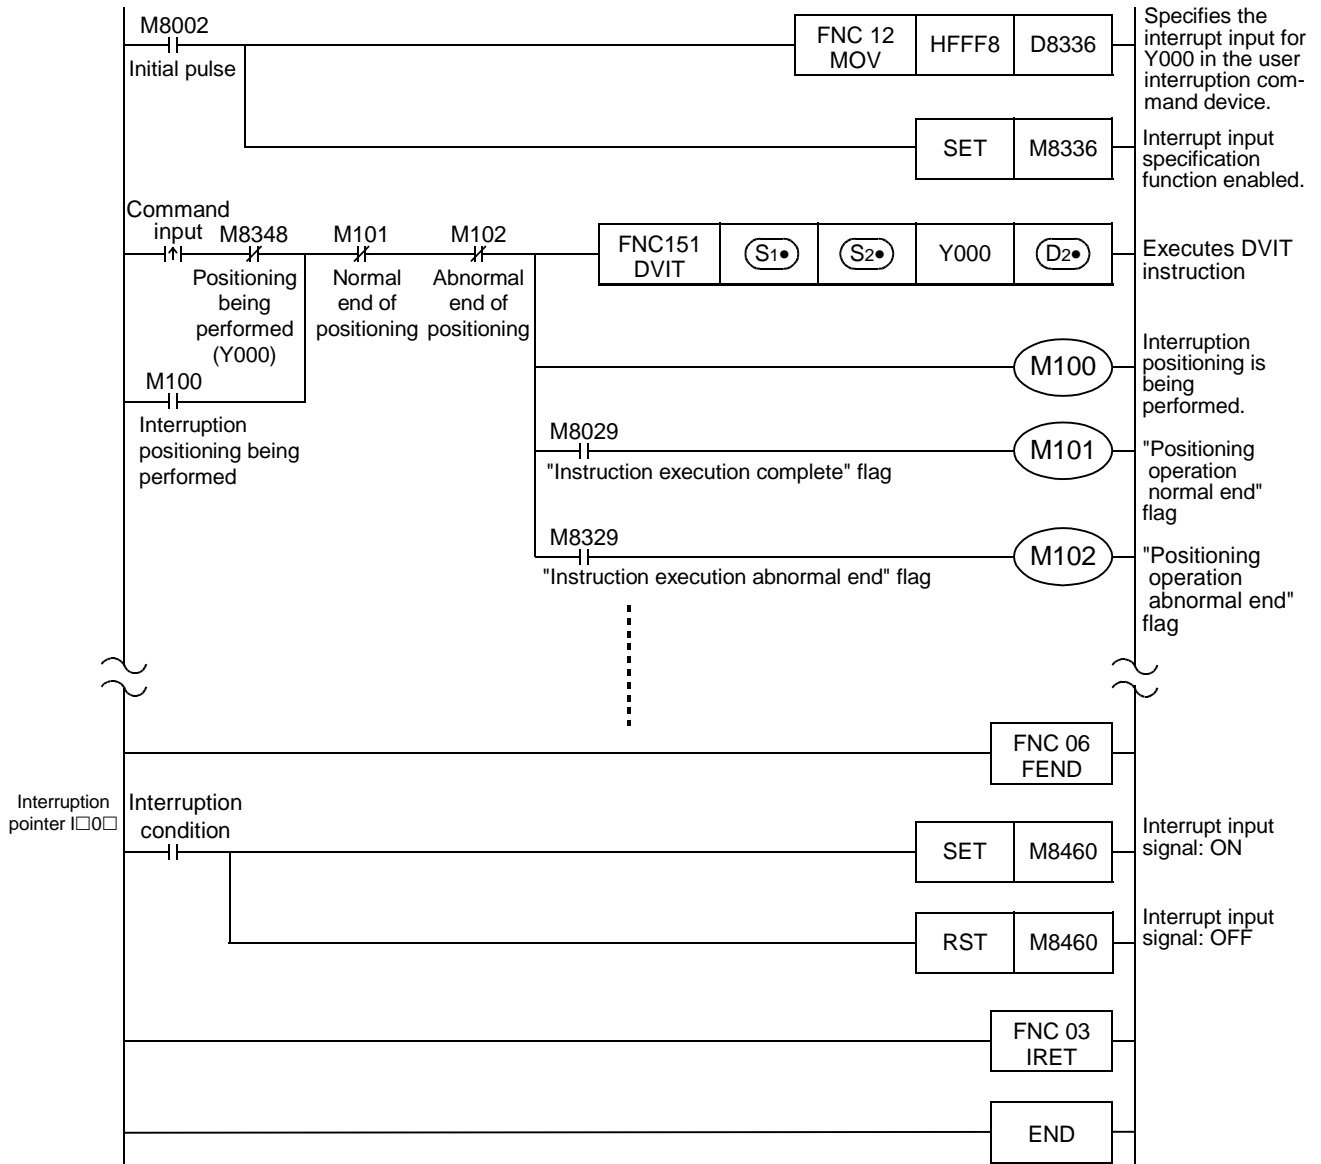 M8002
Initial pulse
FNC 12
MOV
HFFF8
D8336
Specifies the
interrupt input for
Y000 in the user
interruption com-
mand device.
SET
M8336
Interrupt input
specification
function enabled.
Command
input
M8348
M101
M102
Positioning
being
performed
(Y000)
Normal
end of
positioning
Abnormal
end of
positioning
FNC151
DVIT
S1•
S2•
Y000
D2•
Executes DVIT
instruction
M100
Interruption
positioning being
performed
M100
Interruption
positioning is
being
performed.
M8029
"Instruction execution complete" flag
M101
"Positioning
operation
normal end"
flag
M8329
"Instruction execution abnormal end" flag
M102
"Positioning
operation
abnormal end"
flag
FNC 06
FEND
Interruption
pointer I□0□
Interruption
condition
SET
M8460
Interrupt input
signal: ON
RST
M8460
Interrupt input
signal: OFF
FNC 03
IRET
END